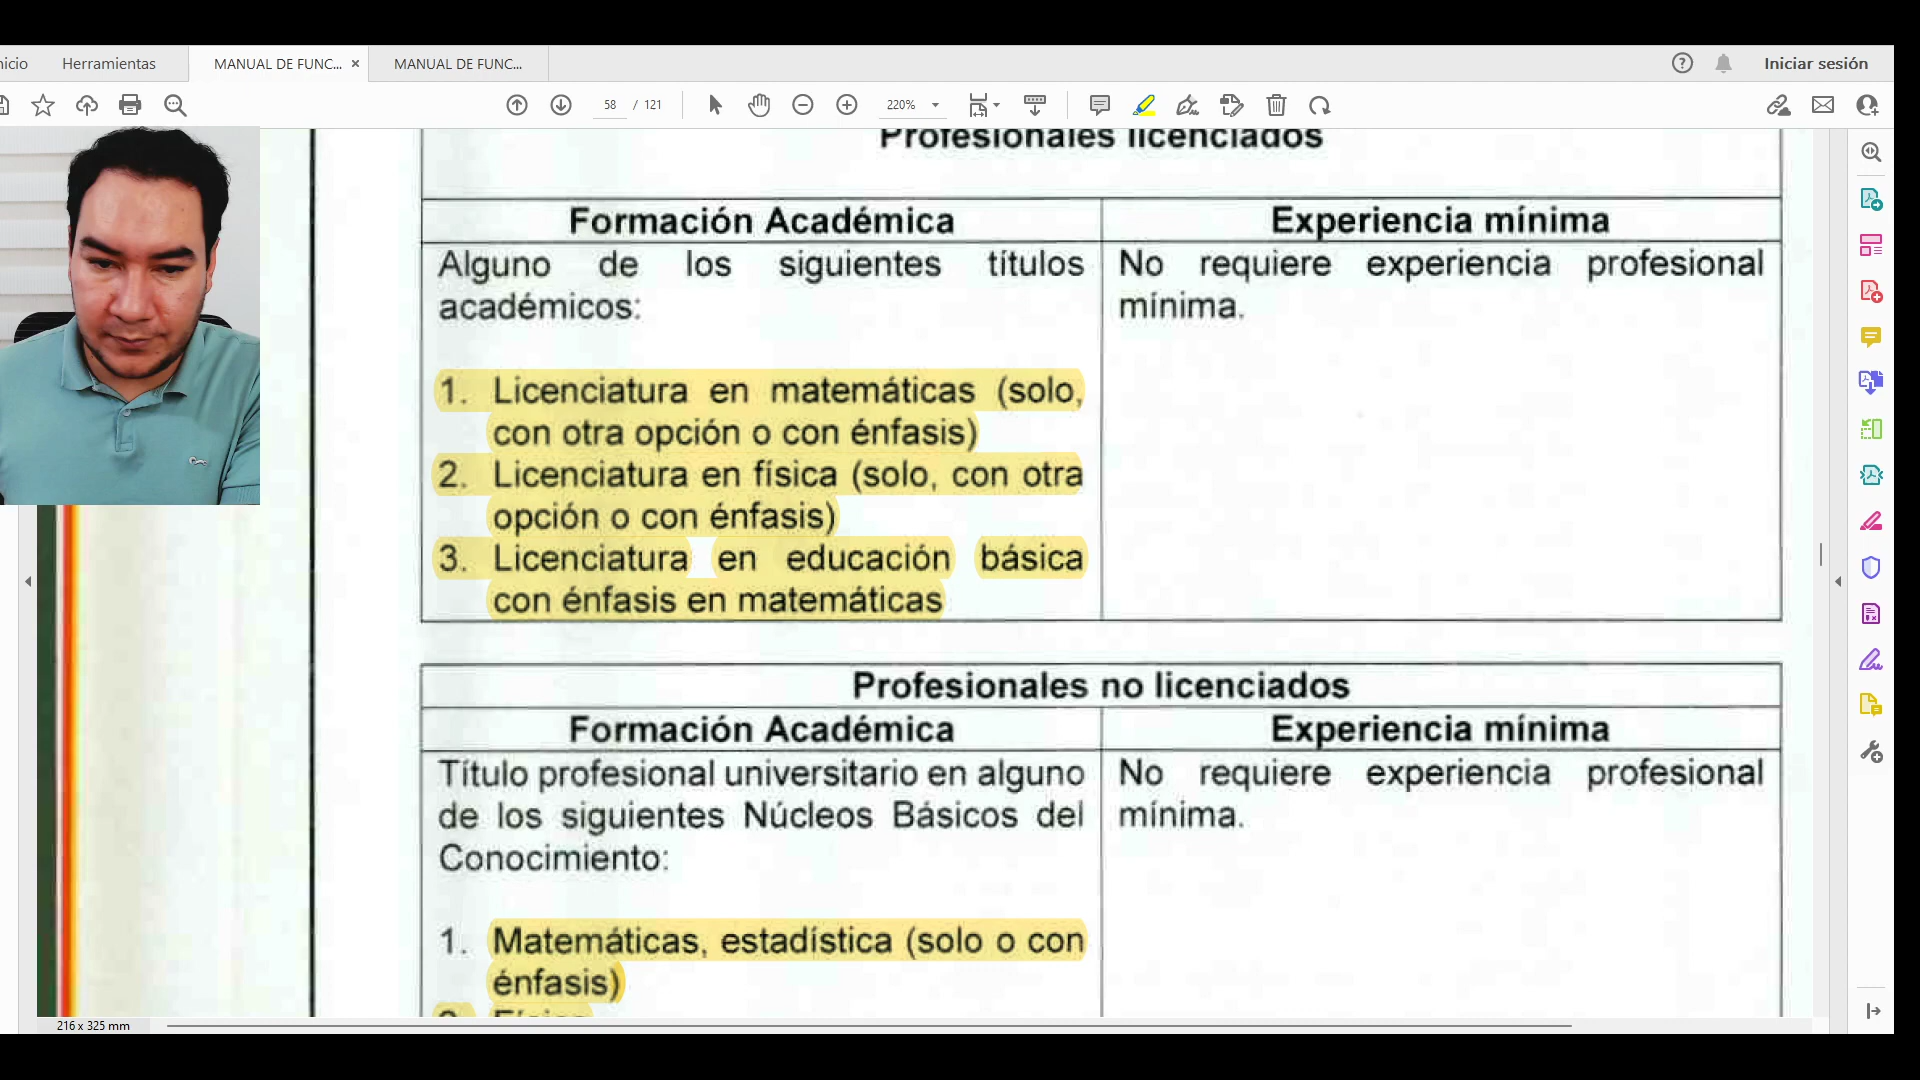 nicio
Herramientas
MANUAL DE FUNC... ×
MANUAL DE FUNC...
Iniciar sesión
58 / 121
220%
Profesionales licenciados
Formación Académica
Experiencia mínima
Alguno de los siguientes títulos
académicos:
No requiere experiencia profesional
mínima.
1. Licenciatura en matemáticas (solo,
con otra opción o con énfasis)
2. Licenciatura en física (solo, con otra
opción o con énfasis)
3. Licenciatura en educación básica
con énfasis en matemáticas
Profesionales no licenciados
Formación Académica
Experiencia mínima
Título profesional universitario en alguno
de los siguientes Núcleos Básicos del
Conocimiento:
No requiere experiencia profesional
mínima.
1. Matemáticas, estadística (solo o con
énfasis)
2. Física
216 x 325 mm